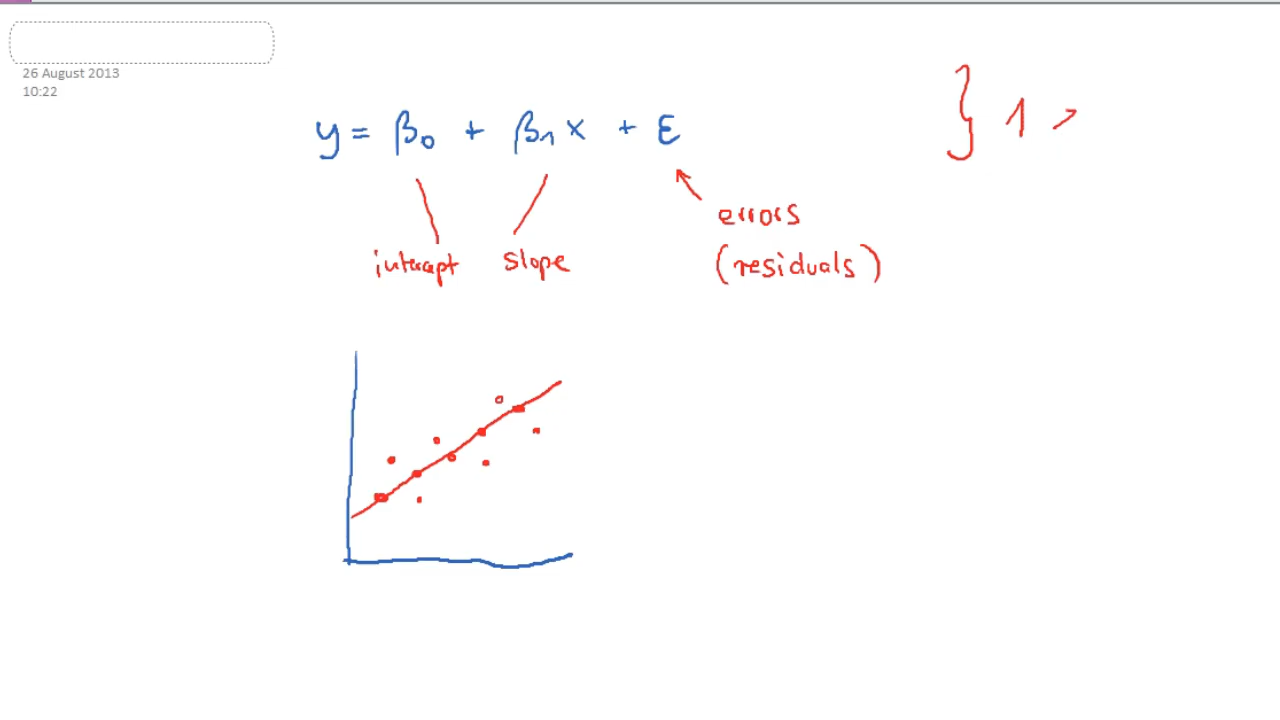 26 August 2013
10:22
y = β₀ + β₁x + ε
} 1
intercept slope
errors
(residuals)